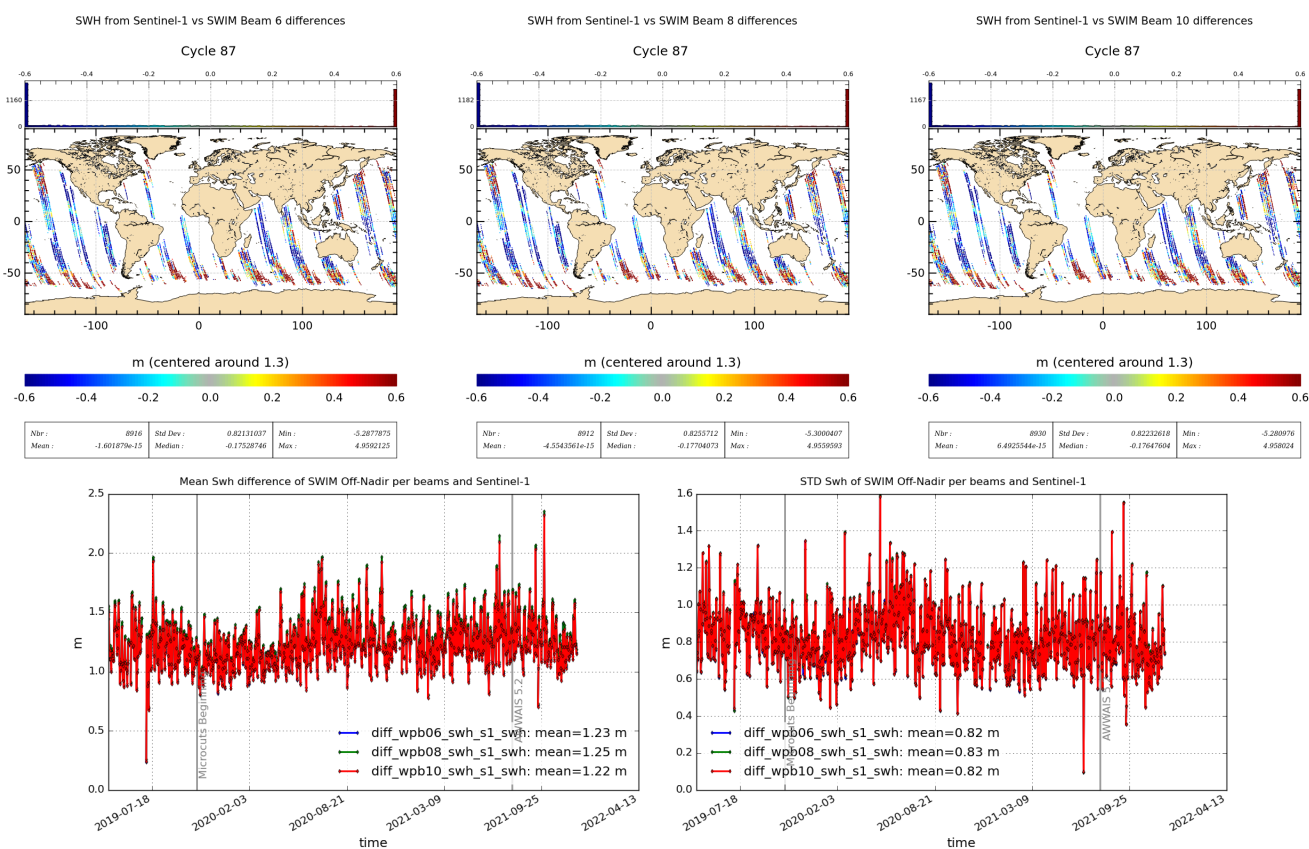 SWH from Sentinel-1 vs SWIM Beam 6 differences
Cycle 87
-0.6 -0.4 -0.2 0.0 0.2 0.4 0.6
1160
0
50
0
-50
-100 0 100
m (centered around 1.3)
-0.6 -0.4 -0.2 0.0 0.2 0.4 0.6
Nbr : 8916 Std Dev : 0.82131037 Min : -5.2877875
Mean : -1.601879e-15 Median : -0.17528746 Max : 4.9592125
SWH from Sentinel-1 vs SWIM Beam 8 differences
Cycle 87
-0.6 -0.4 -0.2 0.0 0.2 0.4 0.6
1182
0
50
0
-50
-100 0 100
m (centered around 1.3)
-0.6 -0.4 -0.2 0.0 0.2 0.4 0.6
Nbr : 8912 Std Dev : 0.8255712 Min : -5.3000407
Mean : -4.5543561e-15 Median : -0.17704073 Max : 4.9559593
SWH from Sentinel-1 vs SWIM Beam 10 differences
Cycle 87
-0.6 -0.4 -0.2 0.0 0.2 0.4 0.6
1167
0
50
0
-50
-100 0 100
m (centered around 1.3)
-0.6 -0.4 -0.2 0.0 0.2 0.4 0.6
Nbr : 8930 Std Dev : 0.82232618 Min : -5.280976
Mean : 6.4925544e-15 Median : -0.17647604 Max : 4.958024
Mean Swh difference of SWIM Off-Nadir per beams and Sentinel-1
2.5
2.0
1.5
1.0
0.5
0.0
m
Microcuts Beginning
AWWAIS 5.2
diff_wpb06_swh_s1_swh: mean=1.23 m
diff_wpb08_swh_s1_swh: mean=1.25 m
diff_wpb10_swh_s1_swh: mean=1.22 m
2019-07-18 2020-02-03 2020-08-21 2021-03-09 2021-09-25 2022-04-13
time
STD Swh of SWIM Off-Nadir per beams and Sentinel-1
1.6
1.4
1.2
1.0
0.8
0.6
0.4
0.2
0.0
m
AWWAIS
diff_wpb06_swh_s1_swh: mean=0.82 m
diff_wpb08_swh_s1_swh: mean=0.83 m
diff_wpb10_swh_s1_swh: mean=0.82 m
2019-07-18 2020-02-03 2020-08-21 2021-03-09 2021-09-25 2022-04-13
time